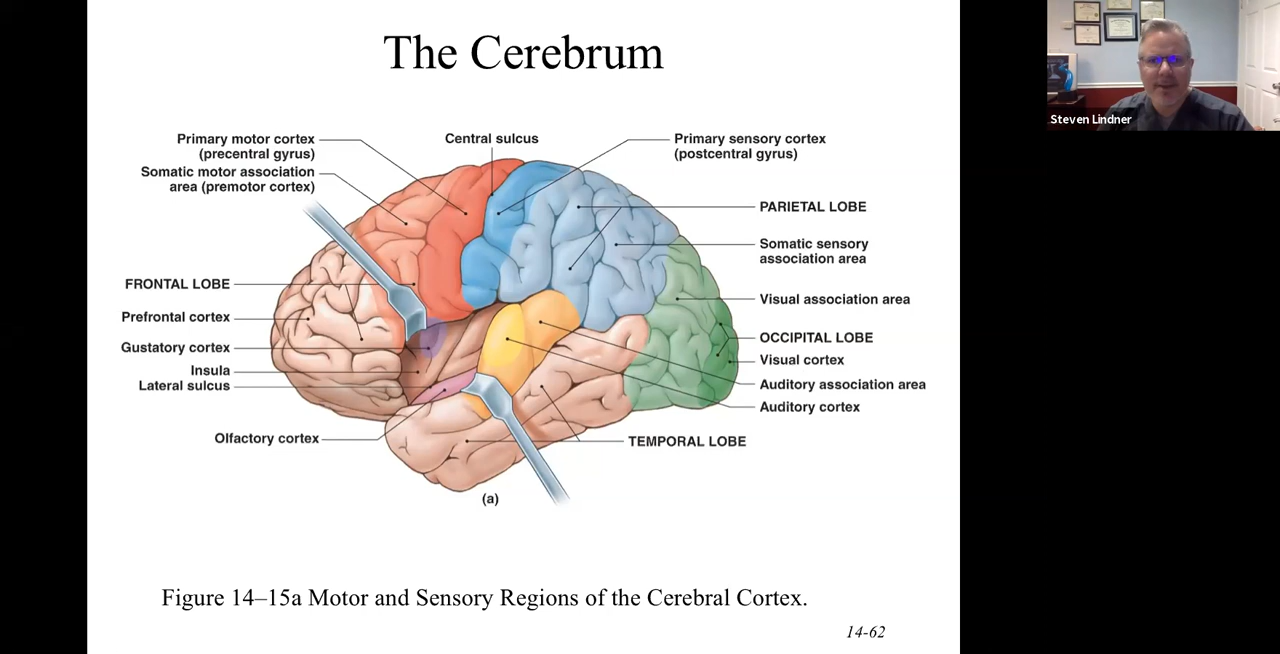 The Cerebrum
Steven Lindner
Primary motor cortex
(precentral gyrus)
Somatic motor association
area (premotor cortex)
Central sulcus
Primary sensory cortex
(postcentral gyrus)
PARIETAL LOBE
Somatic sensory
association area
FRONTAL LOBE
Prefrontal cortex
Gustatory cortex
Insula
Lateral sulcus
Olfactory cortex
Visual association area
OCCIPITAL LOBE
Visual cortex
Auditory association area
Auditory cortex
TEMPORAL LOBE
(a)
Figure 14–15a Motor and Sensory Regions of the Cerebral Cortex.
14-62